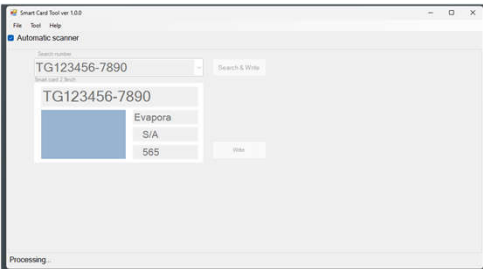 Smart Card Tool ver 1.0.0
File Tool Help
Automatic scanner
Search number
TG123456-7890
Search & Write
Smart card 2.9inch
TG123456-7890
Evapora
S/A
565
Write
Processing..